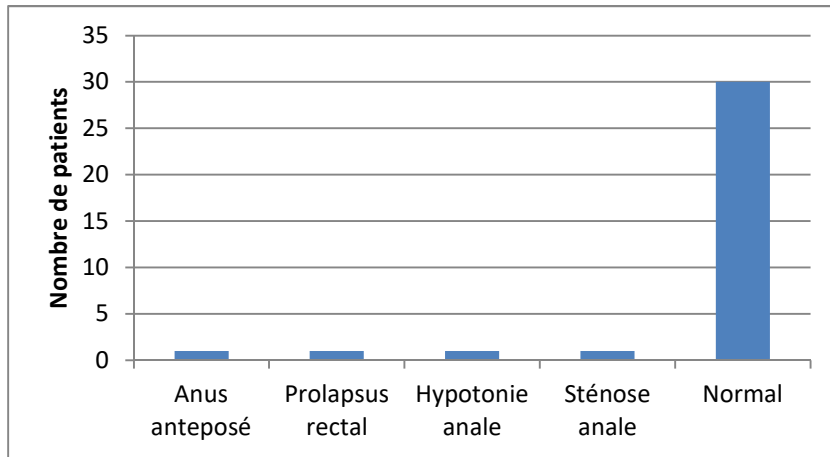 Nombre de patients
35
30
25
20
15
10
5
0
Anus
anteposé
Prolapsus
rectal
Hypotonie
anale
Sténose
anale
Normal